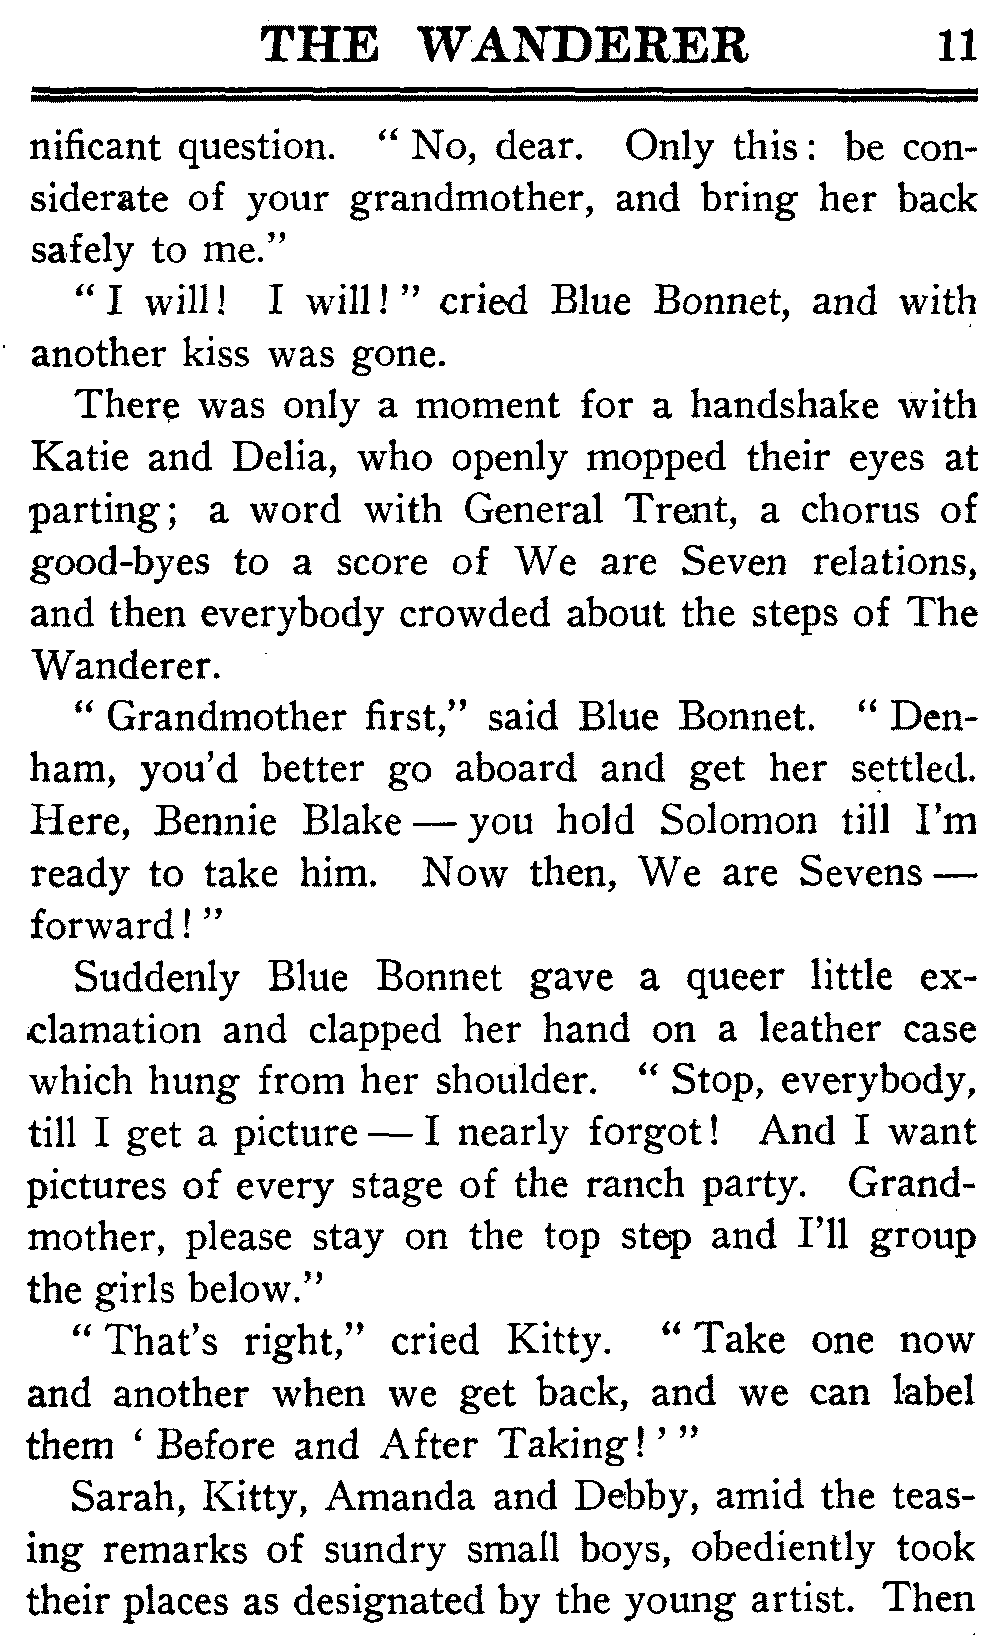 THE WANDERER 11
nificant question. “ No, dear. Only this : be con-
siderate of your grandmother, and bring her back
safely to me.”
“ I will ! I will ! ” cried Blue Bonnet, and with
another kiss was gone.
There was only a moment for a handshake with
Katie and Delia, who openly mopped their eyes at
parting ; a word with General Trent, a chorus of
good-byes to a score of We are Seven relations,
and then everybody crowded about the steps of The
Wanderer.
“ Grandmother first,” said Blue Bonnet. “ Den-
ham, you’d better go aboard and get her settled.
Here, Bennie Blake — you hold Solomon till I’m
ready to take him. Now then, We are Sevens —
forward ! ”
Suddenly Blue Bonnet gave a queer little ex-
clamation and clapped her hand on a leather case
which hung from her shoulder. “ Stop, everybody,
till I get a picture — I nearly forgot ! And I want
pictures of every stage of the ranch party. Grand-
mother, please stay on the top step and I’ll group
the girls below.”
“ That’s right,” cried Kitty. “ Take one now
and another when we get back, and we can label
them ‘ Before and After Taking ! ’ ”
Sarah, Kitty, Amanda and Debby, amid the teas-
ing remarks of sundry small boys, obediently took
their places as designated by the young artist. Then